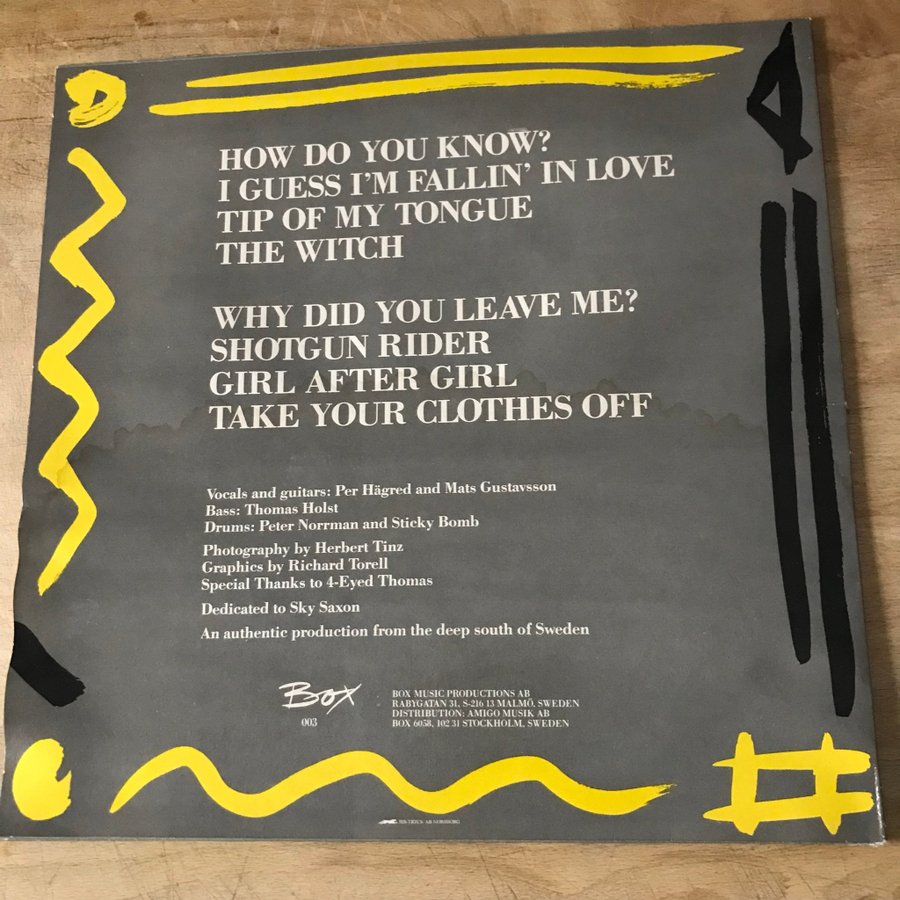 HOW DO YOU KNOW?
I GUESS I'M FALLIN' IN LOVE
TIP OF MY TONGUE
THE WITCH
WHY DID YOU LEAVE ME?
SHOTGUN RIDER
GIRL AFTER GIRL
TAKE YOUR CLOTHES OFF
Vocals and guitars: Per Hägred and Mats Gustavsson
Bass: Thomas Holst
Drums: Peter Norrman and Sticky Bomb
Photography by Herbert Tinz
Graphics by Richard Torell
Special Thanks to 4-Eyed Thomas
Dedicated to Sky Saxon
An authentic production from the deep south of Sweden
Box
003
BOX MUSIC PRODUCTIONS AB
RABYGATAN 31, S-216 13 MALMÖ, SWEDEN
DISTRIBUTION: AMIGO MUSIK AB
BOX 6058, 102 31 STOCKHOLM, SWEDEN